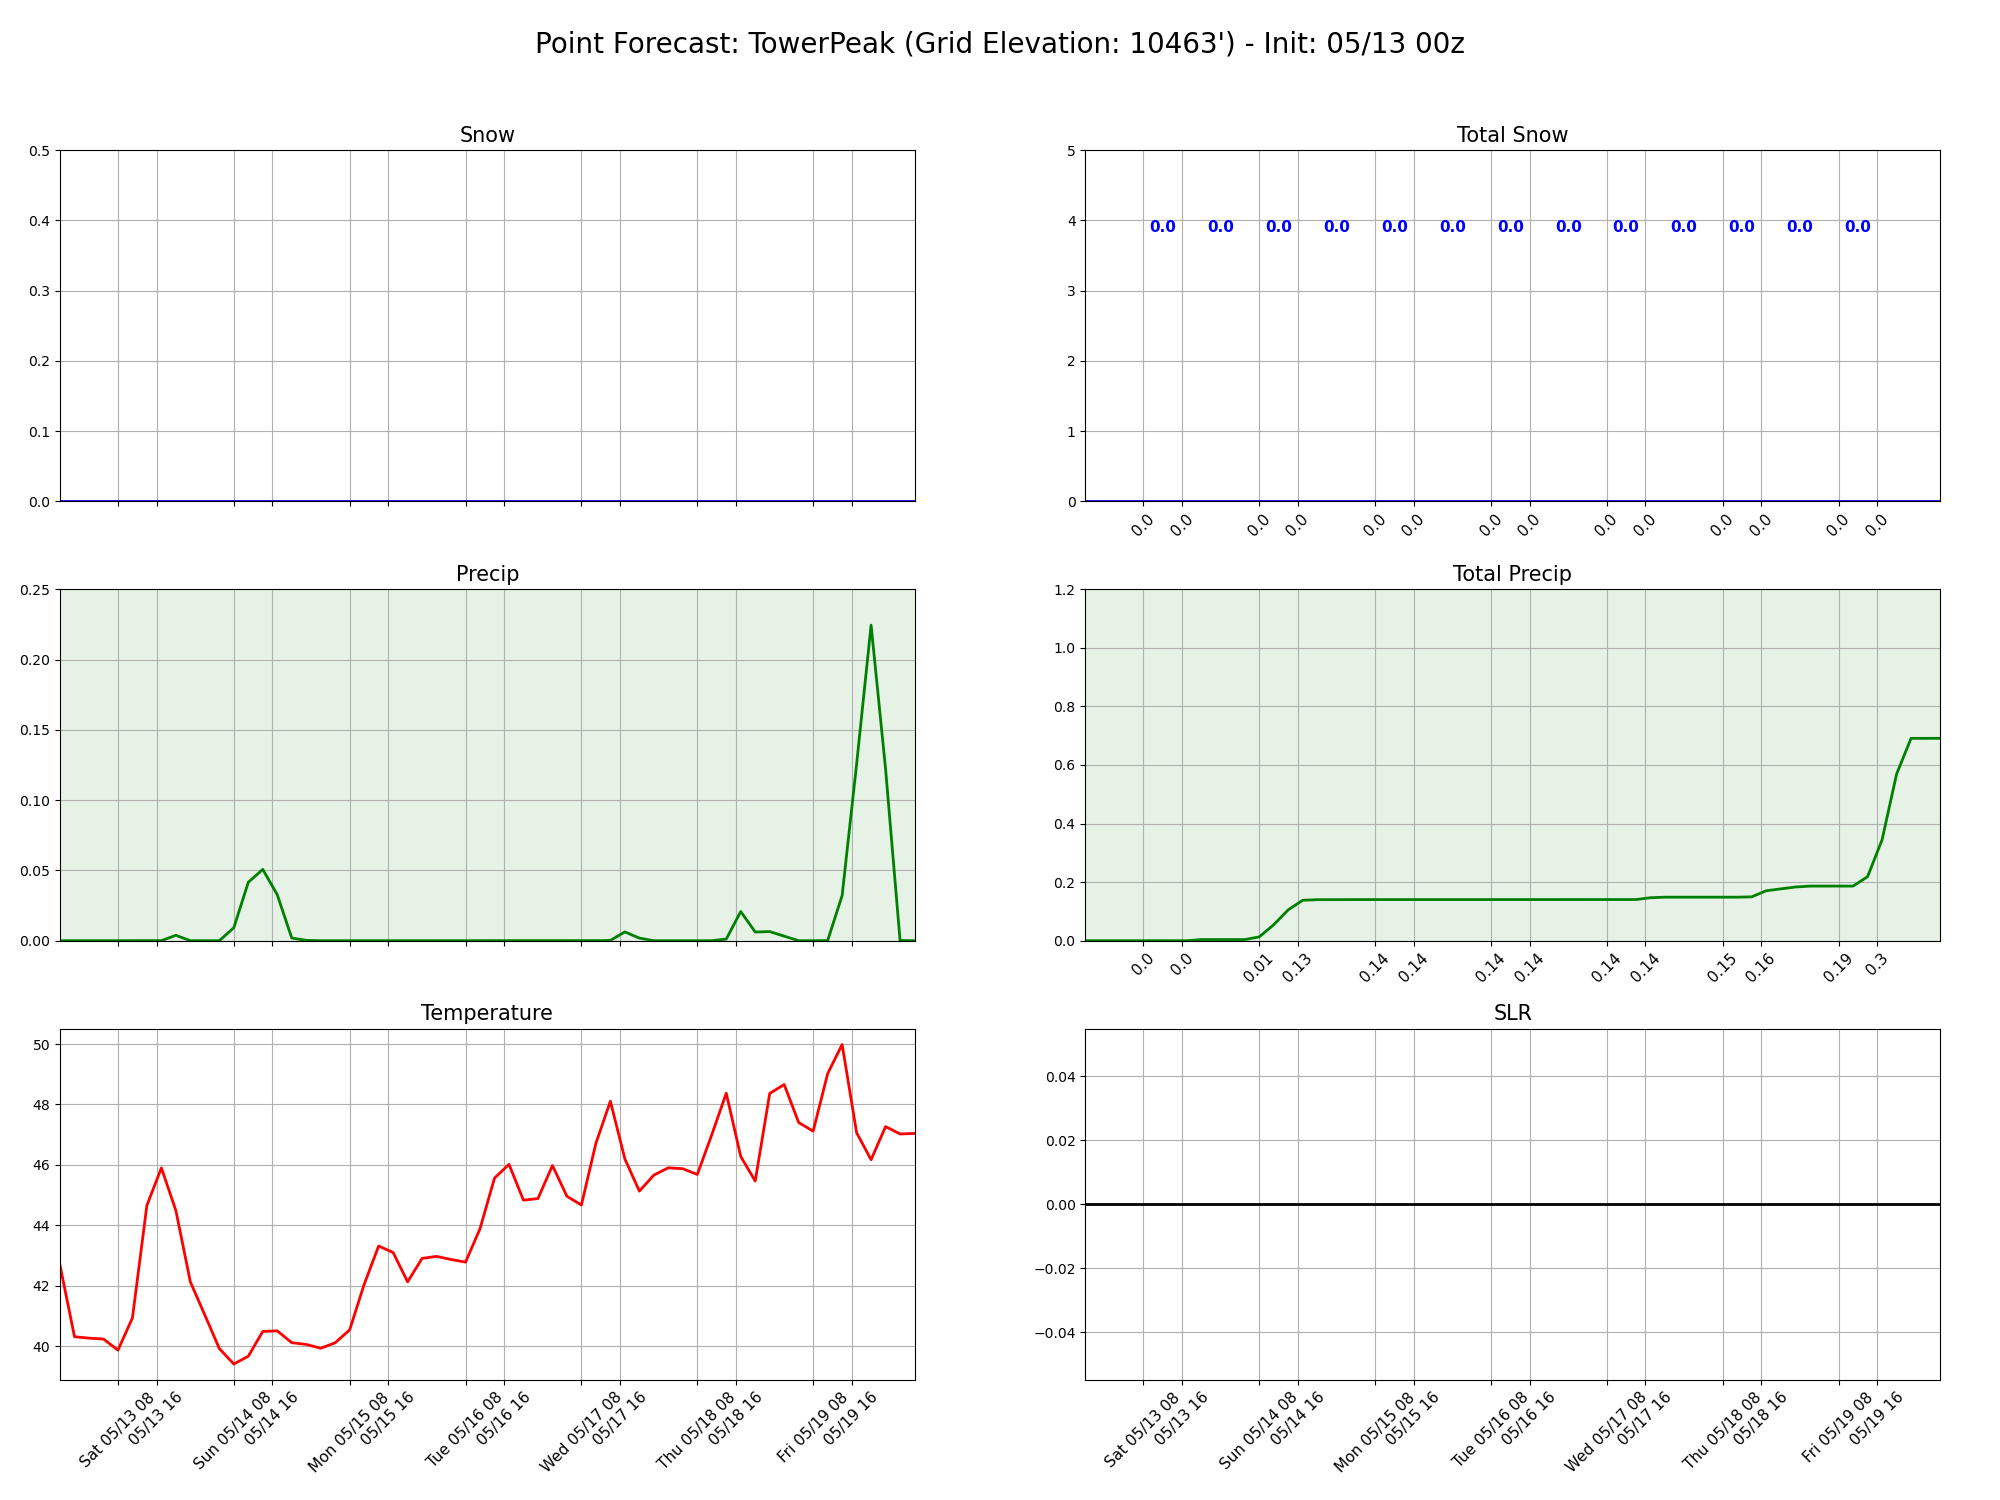 Point Forecast: TowerPeak (Grid Elevation: 10463') - Init: 05/13 00z
Snow
0.5
0.4
0.3
0.2
0.1
0.0
Total Snow
5
4
3
2
1
0
0.0 0.0 0.0 0.0 0.0 0.0 0.0 0.0 0.0 0.0 0.0 0.0 0.0
0.0 0.0 0.0 0.0 0.0 0.0 0.0 0.0 0.0 0.0 0.0 0.0 0.0 0.0
Precip
0.25
0.20
0.15
0.10
0.05
0.00
Total Precip
1.2
1.0
0.8
0.6
0.4
0.2
0.0
0.0 0.0 0.01 0.13 0.14 0.14 0.14 0.14 0.14 0.14 0.15 0.16 0.19 0.3
Temperature
50
48
46
44
42
40
Sat 05/13 08
05/13 16
Sun 05/14 08
05/14 16
Mon 05/15 08
05/15 16
Tue 05/16 08
05/16 16
Wed 05/17 08
05/17 16
Thu 05/18 08
05/18 16
Fri 05/19 08
05/19 16
SLR
0.04
0.02
0.00
−0.02
−0.04
Sat 05/13 08
05/13 16
Sun 05/14 08
05/14 16
Mon 05/15 08
05/15 16
Tue 05/16 08
05/16 16
Wed 05/17 08
05/17 16
Thu 05/18 08
05/18 16
Fri 05/19 08
05/19 16